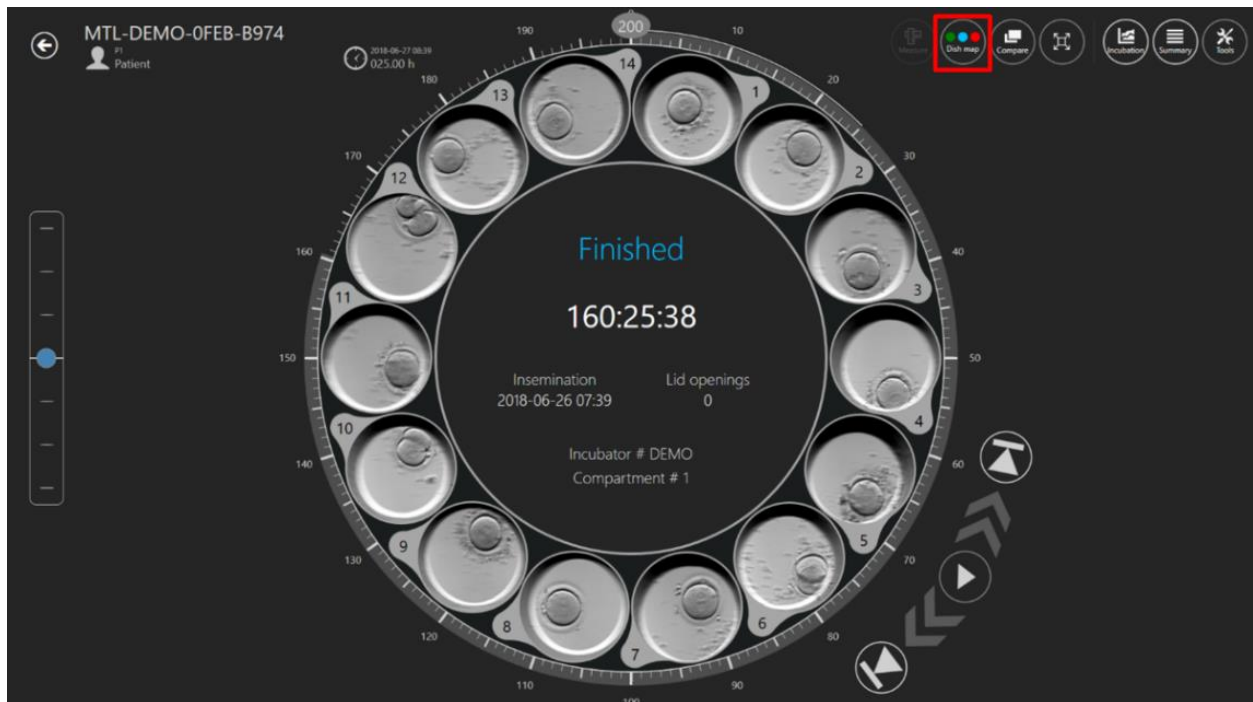 MTL-DEMO-0FEB-B974
P1
Patient
2018-06-27 08:39
025.00 h
Measure
Dish map
Compare
Incubation
Summary
Tools
200
10
20
30
40
50
60
70
80
90
100
110
120
130
140
150
160
170
180
190
1
2
3
4
5
6
7
8
9
10
11
12
13
14
Finished
160:25:38
Insemination
2018-06-26 07:39
Lid openings
0
Incubator # DEMO
Compartment # 1